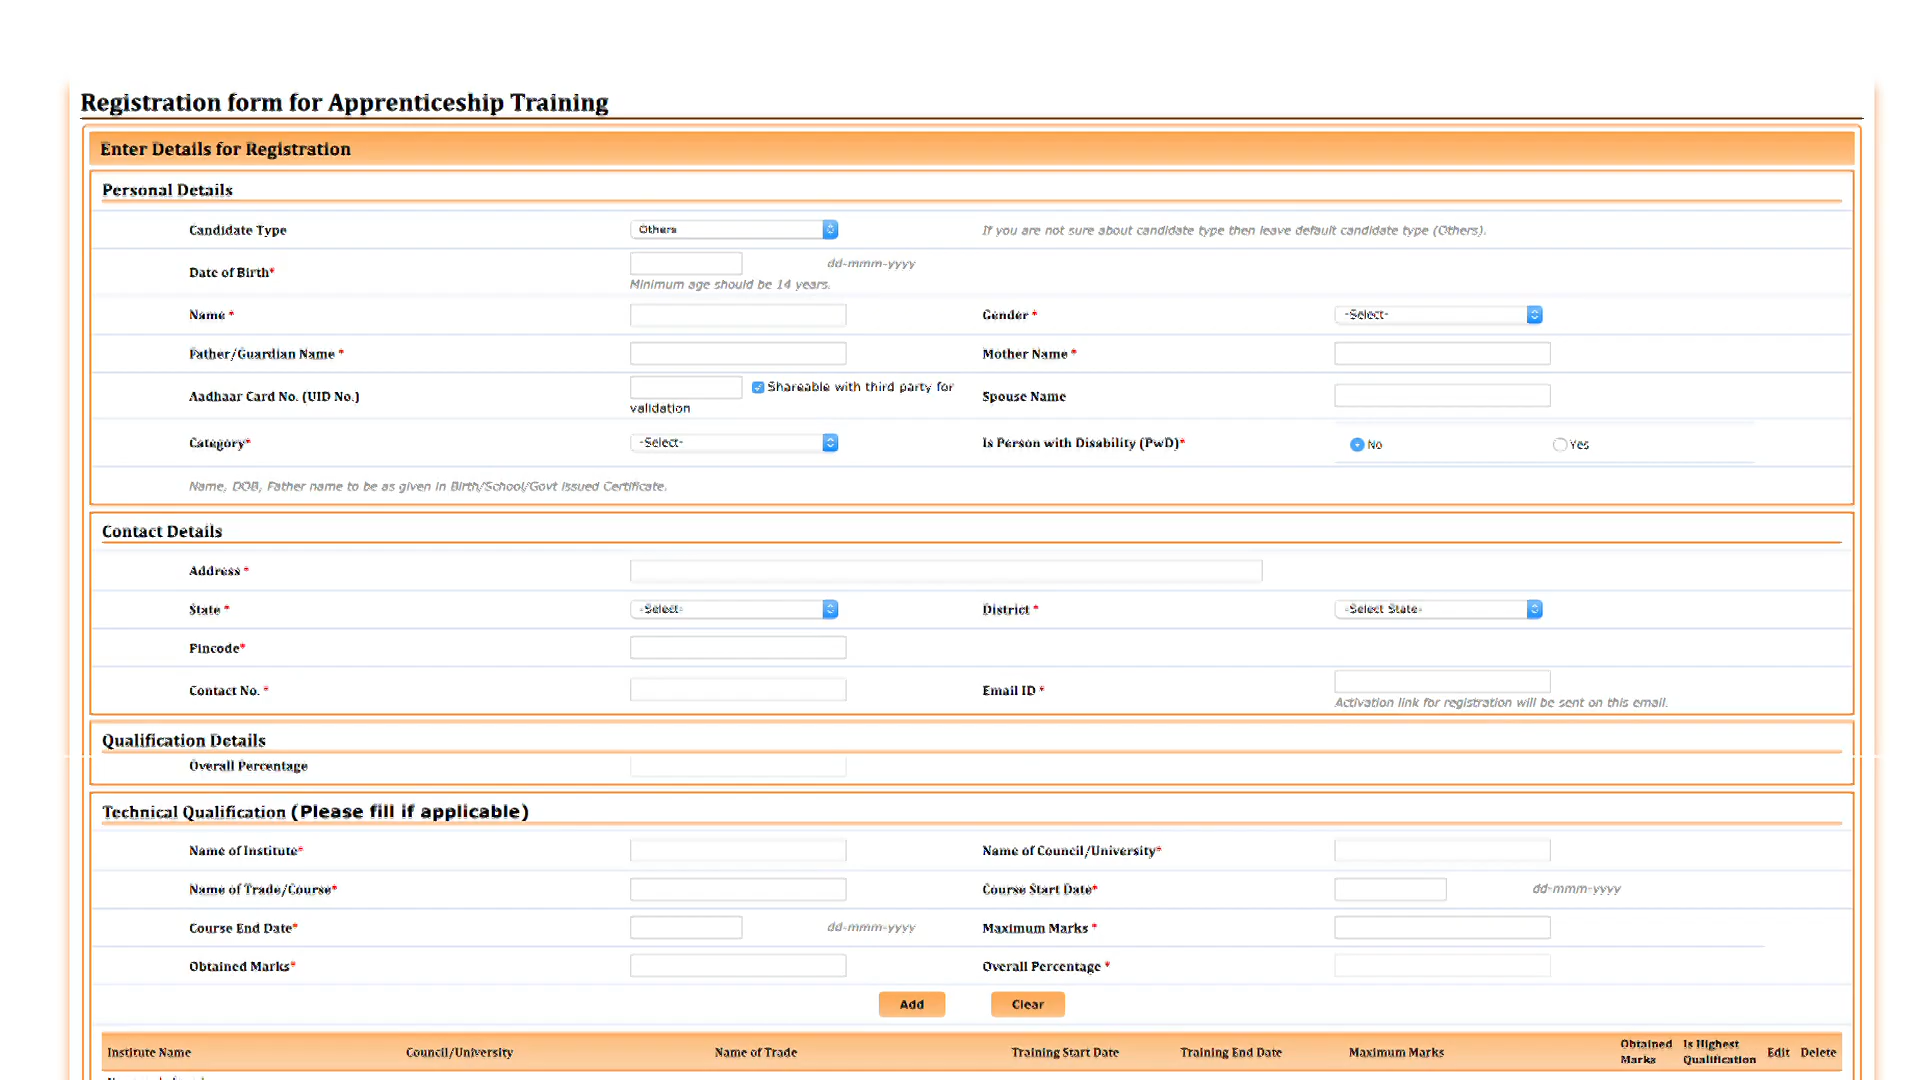 Registration form for Apprenticeship Training
Enter Details for Registration
Personal Details
Candidate Type Others If you are not sure about candidate type then leave default candidate type (Others).
Date of Birth* dd-mmm-yyyy
Minimum age should be 14 years.
Name * Gender * -Select-
Father/Guardian Name * Mother Name *
Aadhaar Card No. (UID No.) Shareable with third party for validation Spouse Name
Category* -Select- Is Person with Disability (PwD)* No Yes
Name, DOB, Father name to be as given in Birth/School/Govt issued Certificate.
Contact Details
Address *
State * -Select- District * -Select State-
Pincode*
Contact No. * Email ID *
Activation link for registration will be sent on this email.
Qualification Details
Overall Percentage
Technical Qualification (Please fill if applicable)
Name of Institute* Name of Council/University*
Name of Trade/Course* Course Start Date* dd-mmm-yyyy
Course End Date* dd-mmm-yyyy Maximum Marks *
Obtained Marks* Overall Percentage *
Add Clear
Institute Name Council/University Name of Trade Training Start Date Training End Date Maximum Marks Obtained Marks Is Highest Qualification Edit Delete